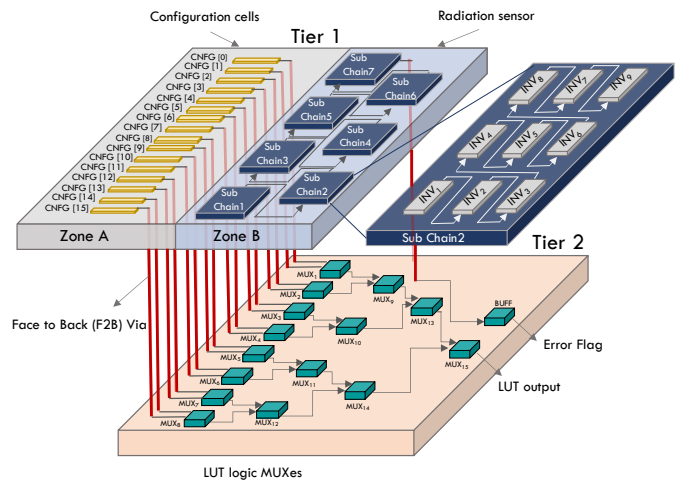 Configuration cells
Radiation sensor
Tier 1
CNFG [0]
CNFG [1]
CNFG [2]
CNFG [3]
CNFG [4]
CNFG [5]
CNFG [6]
CNFG [7]
CNFG [8]
CNFG [9]
CNFG [10]
CNFG [11]
CNFG [12]
CNFG [13]
CNFG [14]
CNFG [15]
Sub
Chain7
Sub
Chain6
Sub
Chain5
Sub
Chain4
Sub
Chain3
Sub
Chain2
Sub
Chain1
INV8
INV7
INV9
INV4
INV5
INV6
INV1
INV2
INV3
Sub Chain2
Zone A
Zone B
Tier 2
MUX1
MUX2
MUX9
MUX3
MUX13
BUFF
MUX4
MUX10
MUX5
MUX15
MUX6
MUX11
MUX7
MUX14
MUX8
MUX12
Face to Back (F2B) Via
Error Flag
LUT output
LUT logic MUXes